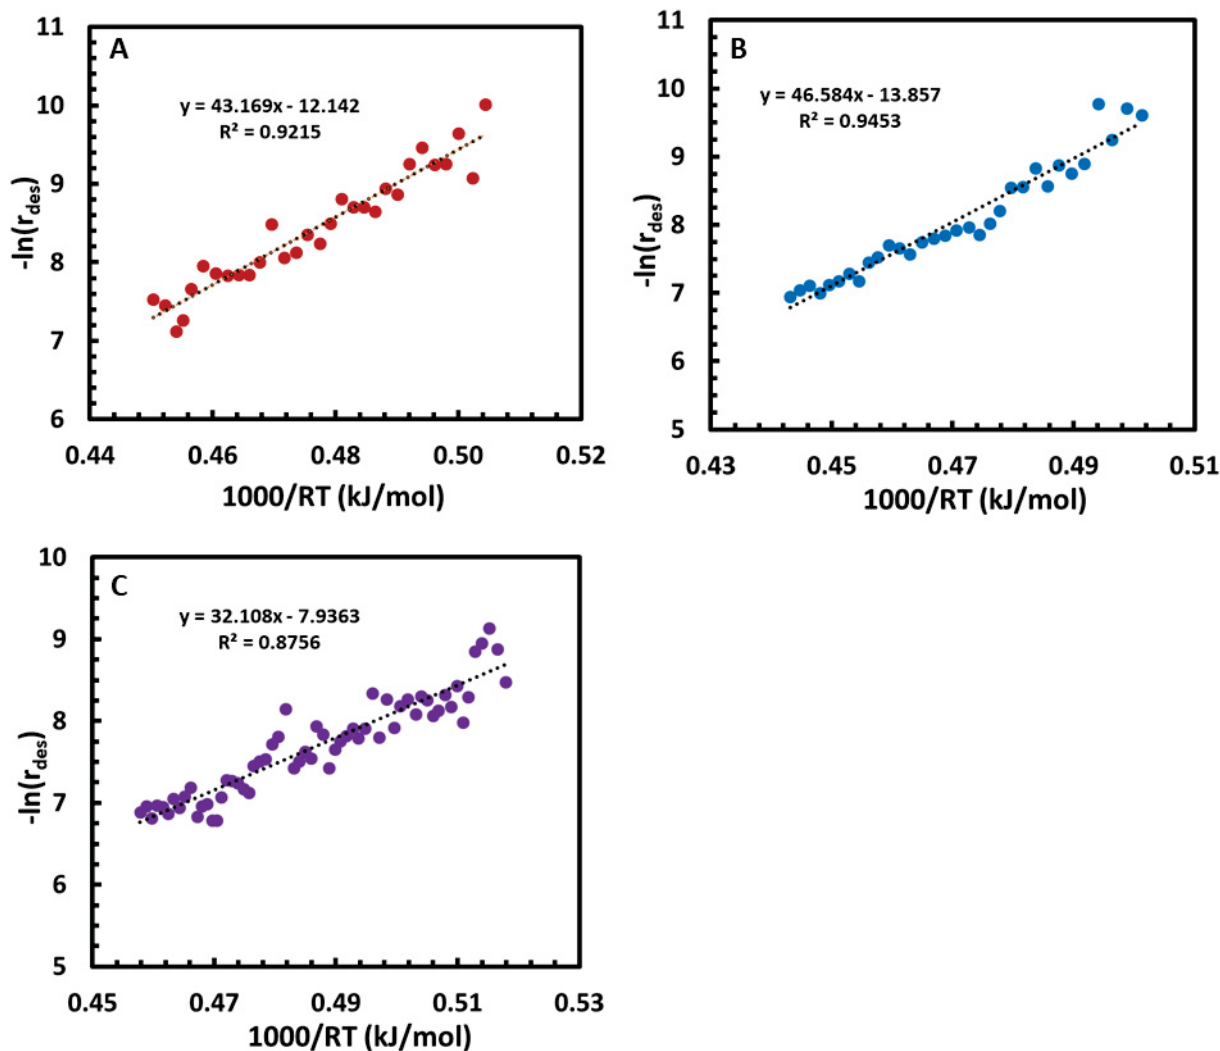 A
y = 43.169x - 12.142
R² = 0.9215
11
10
9
8
7
6
-ln(r_des)
0.44 0.46 0.48 0.50 0.52
1000/RT (kJ/mol)
B
y = 46.584x - 13.857
R² = 0.9453
11
10
9
8
7
6
5
-ln(r_des)
0.43 0.45 0.47 0.49 0.51
1000/RT (kJ/mol)
C
y = 32.108x - 7.9363
R² = 0.8756
10
9
8
7
6
5
-ln(r_des)
0.45 0.47 0.49 0.51 0.53
1000/RT (kJ/mol)